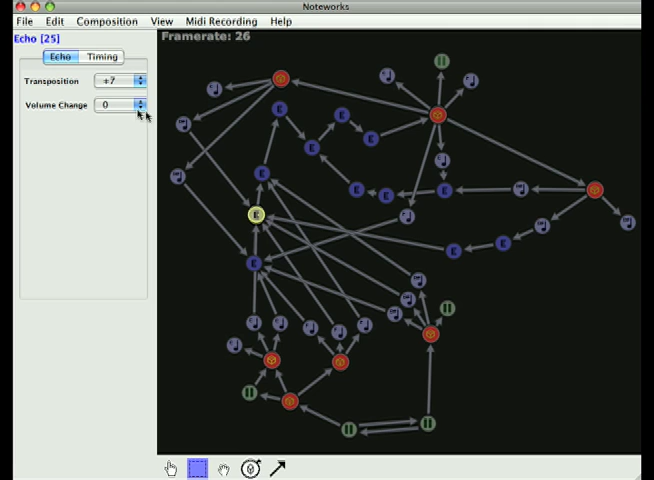 Noteworks
File Edit Composition View Midi Recording Help
Echo [25]
Framerate: 26
Echo Timing
Transposition +7
Volume Change 0
E
E
E
E
E
E
E
E
E
E
E
E
E